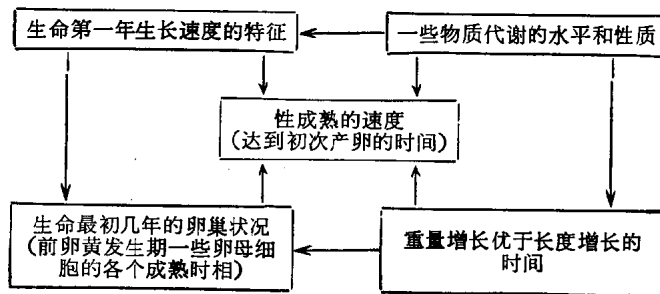 生命第一年生长速度的特征
一些物质代谢的水平和性质
性成熟的速度
(达到初次产卵的时间)
生命最初几年的卵巢状况
(前卵黄发生期一些卵母细
胞的各个成熟时相)
重量增长优于长度增长的
时间